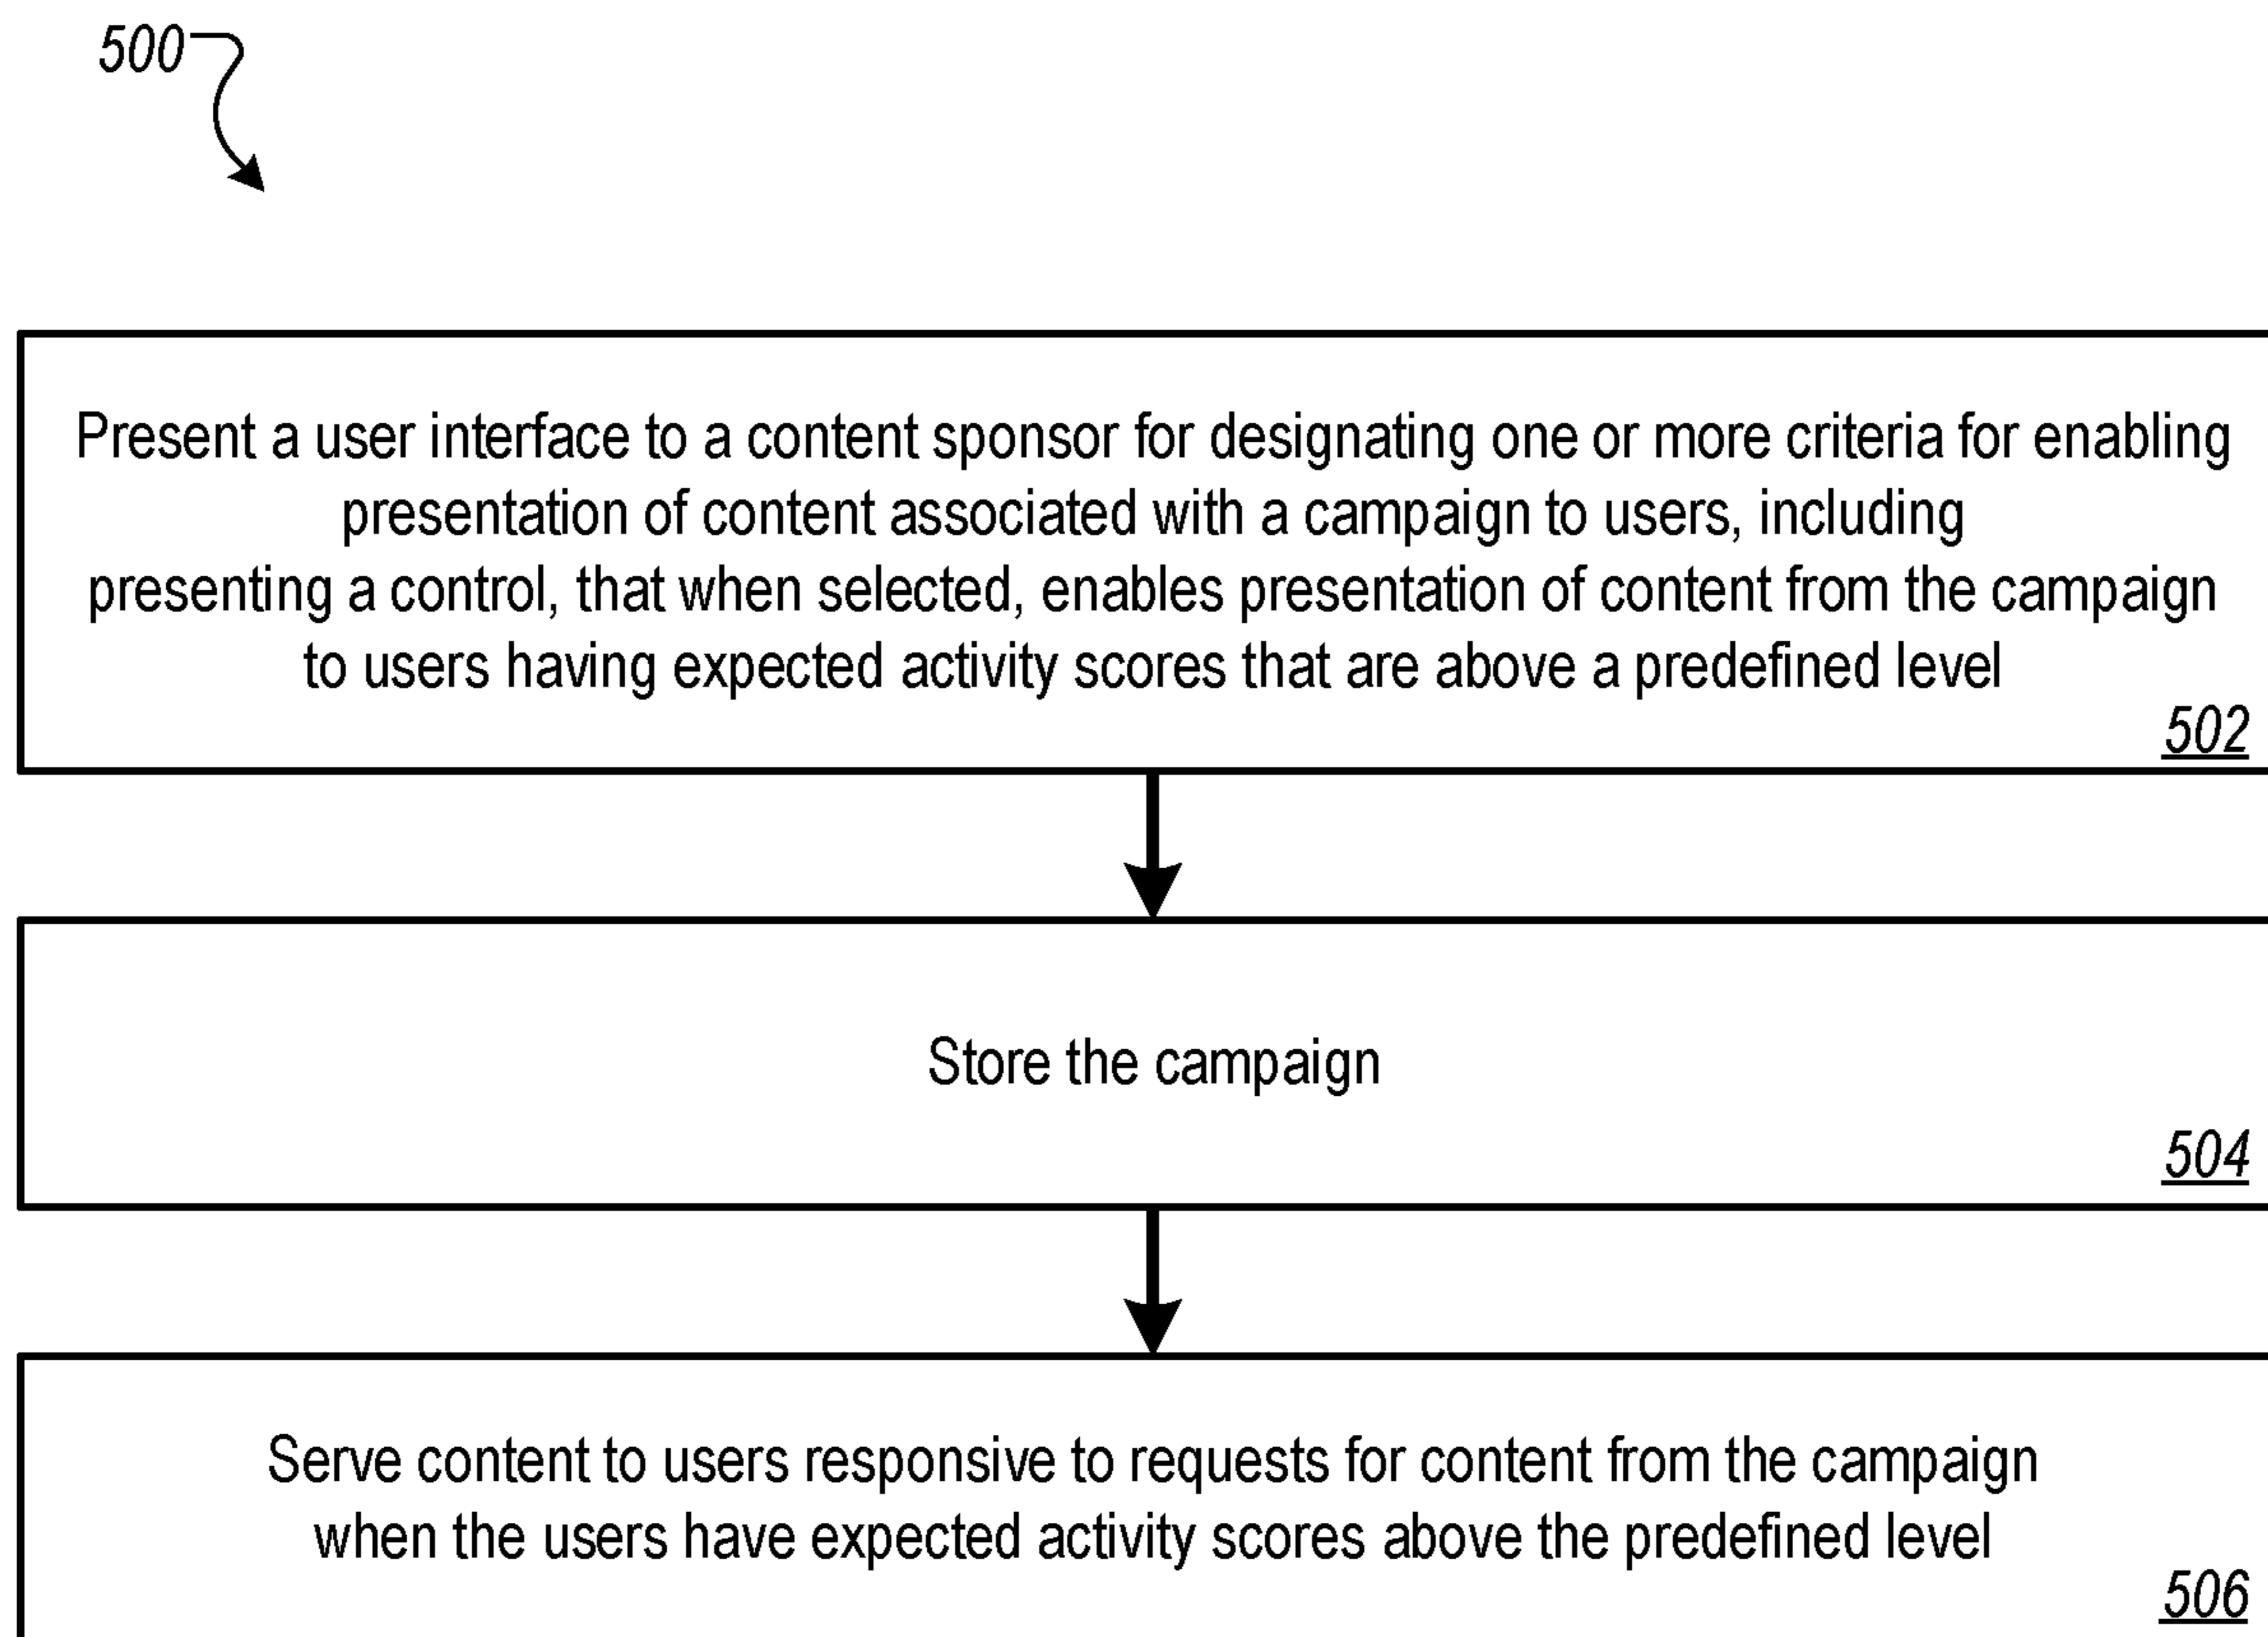 500
Present a user interface to a content sponsor for designating one or more criteria for enabling
presentation of content associated with a campaign to users, including
presenting a control, that when selected, enables presentation of content from the campaign
to users having expected activity scores that are above a predefined level
502
Store the campaign
504
Serve content to users responsive to requests for content from the campaign
when the users have expected activity scores above the predefined level
506